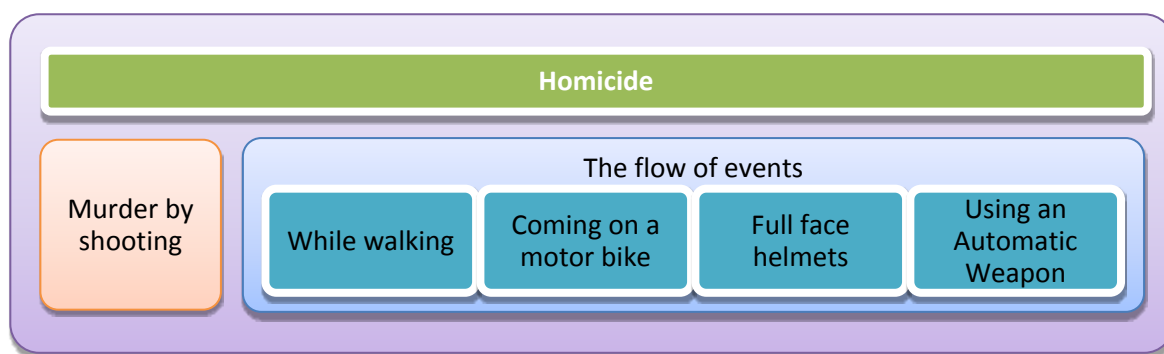 Homicide
Murder by
shooting
The flow of events
While walking
Coming on a
motor bike
Full face
helmets
Using an
Automatic
Weapon